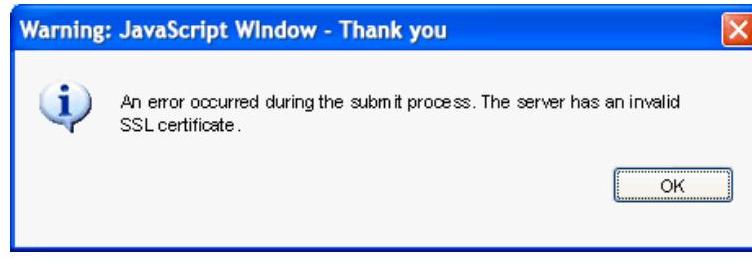 Warning: JavaScript WIndow - Thank you
An error occurred during the submit process. The server has an invalid
SSL certificate.
OK